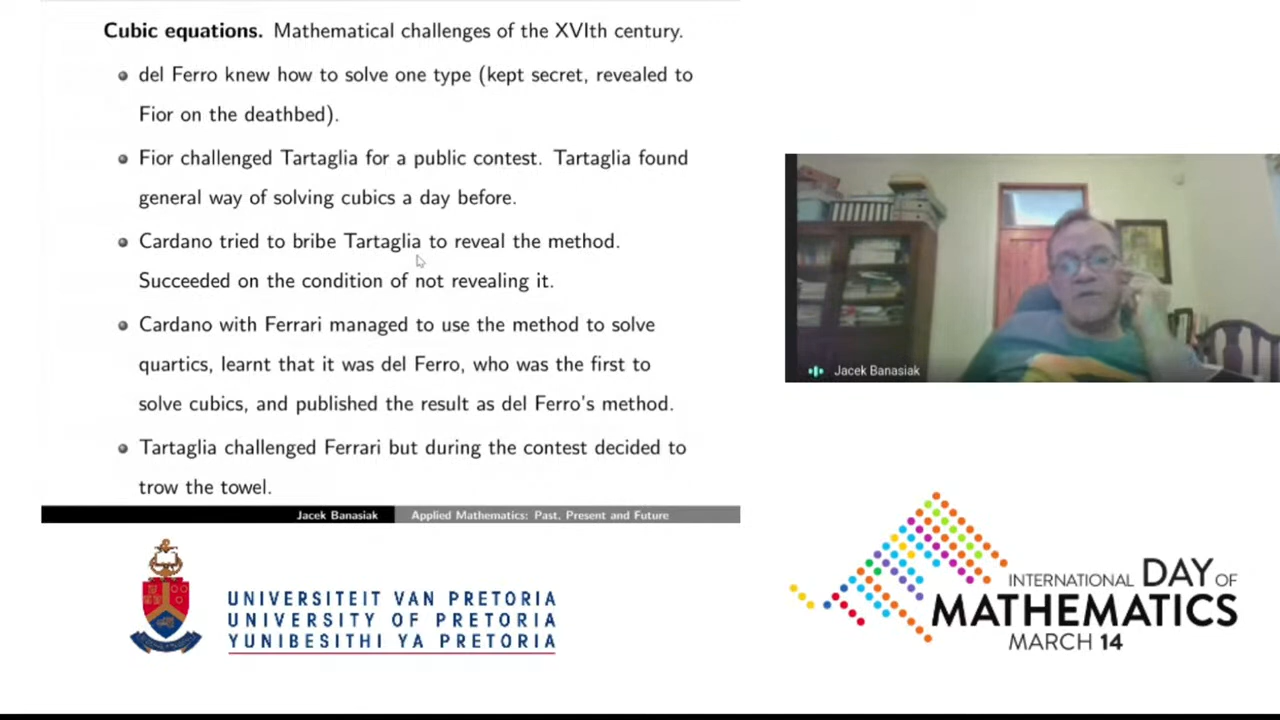 Cubic equations. Mathematical challenges of the XVIth century.
del Ferro knew how to solve one type (kept secret, revealed to
Fior on the deathbed).
Fior challenged Tartaglia for a public contest. Tartaglia found
general way of solving cubics a day before.
Cardano tried to bribe Tartaglia to reveal the method.
Succeeded on the condition of not revealing it.
Cardano with Ferrari managed to use the method to solve
quartics, learnt that it was del Ferro, who was the first to
solve cubics, and published the result as del Ferro's method.
Tartaglia challenged Ferrari but during the contest decided to
trow the towel.
Jacek Banasiak
Applied Mathematics: Past, Present and Future
Jacek Banasiak
UNIVERSITEIT VAN PRETORIA
UNIVERSITY OF PRETORIA
YUNIBESITHI YA PRETORIA
INTERNATIONAL DAY OF
MATHEMATICS
MARCH 14